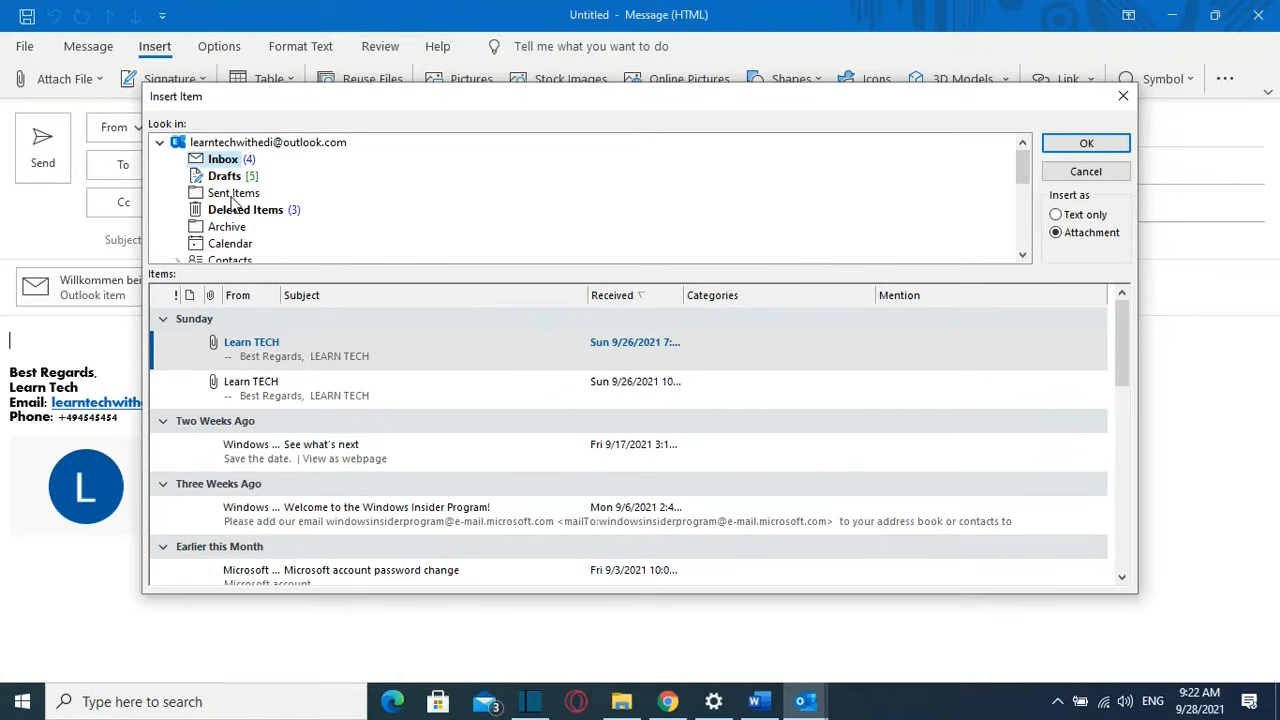 Untitled - Message (HTML)
File Message Insert Options Format Text Review Help Tell me what you want to do
Attach File Signature Table Reuse Files Pictures Stock Images Online Pictures Shapes Icons 3D Models Link Symbol
Insert Item
Look in:
learntechwithedi@outlook.com
Inbox (4)
Drafts [5]
Sent Items
Deleted Items (3)
Archive
Calendar
Contacts
OK
Cancel
Insert as
Text only
Attachment
Send
From
To
Cc
Subject
Willkommen bei
Outlook item
Items:
! From Subject Received Categories Mention
Sunday
Learn TECH Sun 9/26/2021 7:...
-- Best Regards, LEARN TECH
Learn TECH Sun 9/26/2021 10...
-- Best Regards, LEARN TECH
Two Weeks Ago
Windows ... See what's next Fri 9/17/2021 3:1...
Save the date. | View as webpage
Three Weeks Ago
Windows ... Welcome to the Windows Insider Program! Mon 9/6/2021 2:4...
Please add our email windowsinsiderprogram@e-mail.microsoft.com <mailTo:windowsinsiderprogram@e-mail.microsoft.com> to your address book or contacts to
Earlier this Month
Microsoft ... Microsoft account password change Fri 9/3/2021 10:0...
Microsoft account
Best Regards,
Learn Tech
Email: learntechwith
Phone: +494545454
L
Type here to search
3
ENG
9:22 AM
9/28/2021